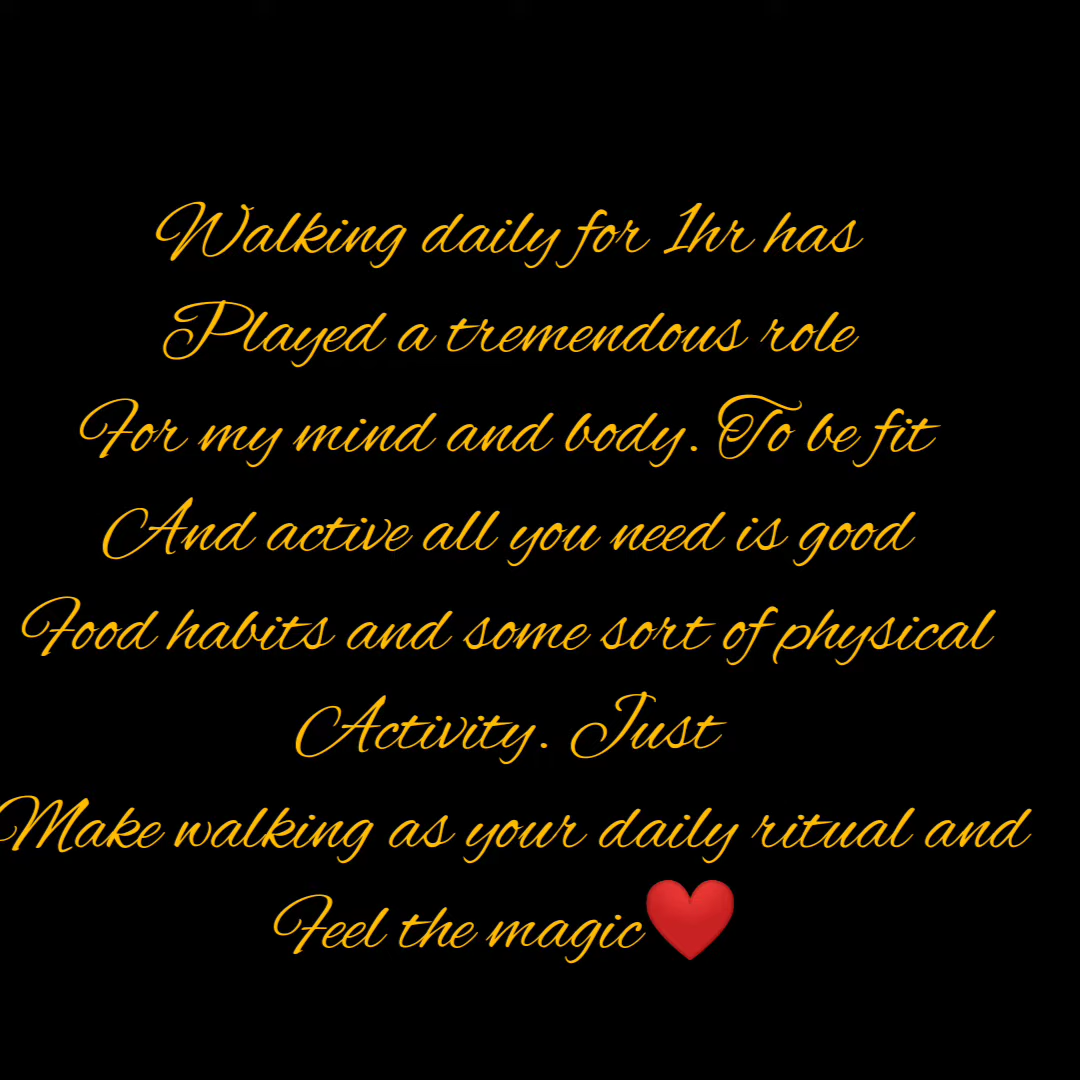 Walking daily for 1hr has
Played a tremendous role
For my mind and body. To be fit
And active all you need is good
Food habits and some sort of physical
Activity. Just
Make walking as your daily ritual and
Feel the magic❤️